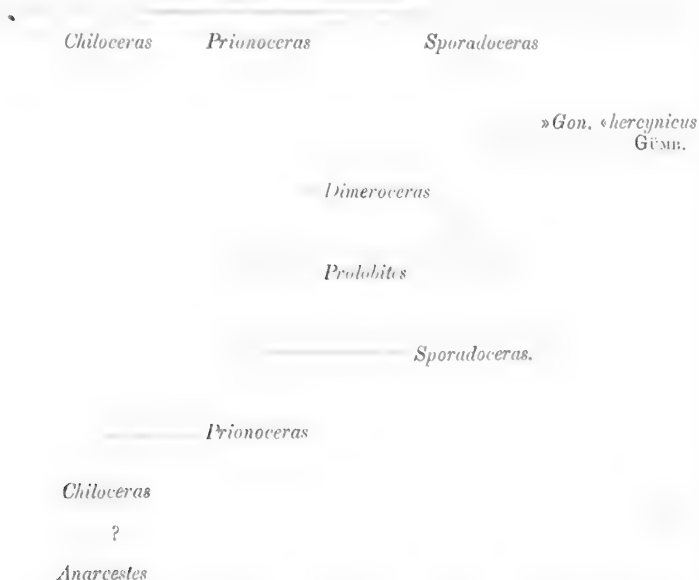 Chiloceras Prionoceras Sporadoceras
»Gon. «hercynicus
GÜMB.
Dimeroceras
Prolobites
Sporadoceras.
Prionoceras
Chiloceras
?
Anarcestes